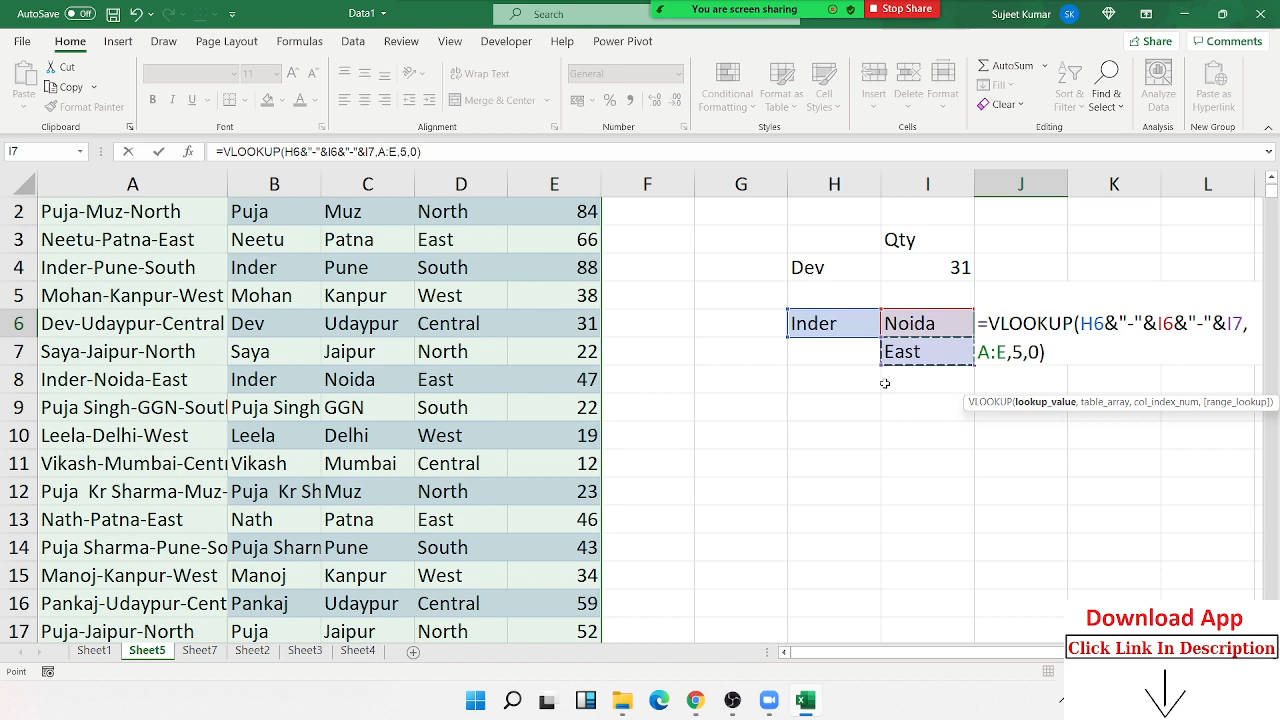 AutoSave Off Data1 Search You are screen sharing Stop Share Sujeet Kumar SK
File Home Insert Draw Page Layout Formulas Data Review View Developer Help Power Pivot Share Comments
Paste Cut Copy Format Painter
11 B I U Wrap Text Merge & Center General
Conditional Formatting Format as Table Cell Styles Insert Delete Format
AutoSum Fill Clear Sort & Filter Find & Select Analyze Data Paste as Hyperlink
Clipboard Font Alignment Number Styles Cells Editing Analysis New Group
I7 fx =VLOOKUP(H6&"-"&I6&"-"&I7,A:E,5,0)
A B C D E F G H I J K L
2 Puja-Muz-North Puja Muz North 84
3 Neetu-Patna-East Neetu Patna East 66 Qty
4 Inder-Pune-South Inder Pune South 88 Dev 31
5 Mohan-Kanpur-West Mohan Kanpur West 38
6 Dev-Udaypur-Central Dev Udaypur Central 31 Inder Noida =VLOOKUP(H6&"-"&I6&"-"&I7,
7 Saya-Jaipur-North Saya Jaipur North 22 East A:E,5,0)
8 Inder-Noida-East Inder Noida East 47
VLOOKUP(lookup_value, table_array, col_index_num, [range_lookup])
9 Puja Singh-GGN-Sout Puja Singh GGN South 22
10 Leela-Delhi-West Leela Delhi West 19
11 Vikash-Mumbai-Cent Vikash Mumbai Central 12
12 Puja Kr Sharma-Muz- Puja Kr Sh Muz North 23
13 Nath-Patna-East Nath Patna East 46
14 Puja Sharma-Pune-So Puja Sharm Pune South 43
15 Manoj-Kanpur-West Manoj Kanpur West 34
16 Pankaj-Udaypur-Cent Pankaj Udaypur Central 59
17 Puja-Jaipur-North Puja Jaipur North 52
Download App
Click Link In Description
Sheet1 Sheet5 Sheet7 Sheet2 Sheet3 Sheet4
Point